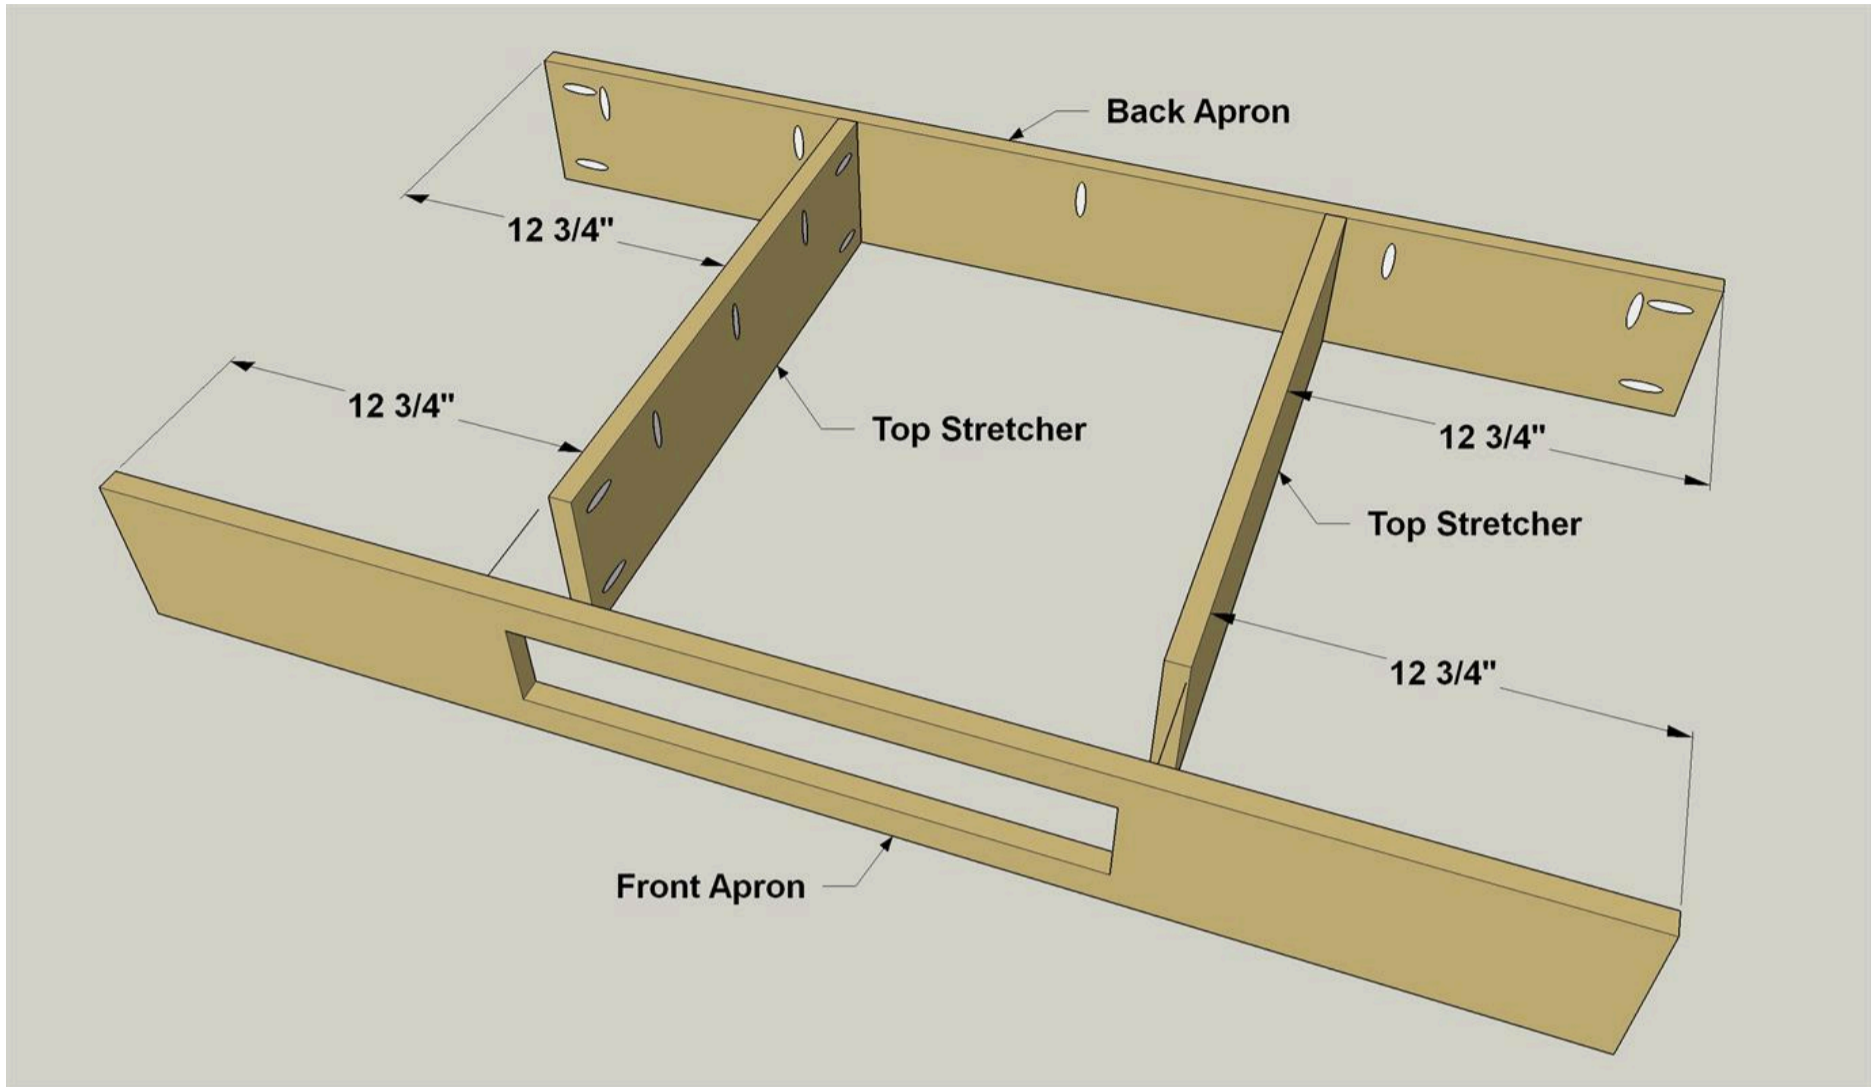 Back Apron
12 3/4"
12 3/4"
Top Stretcher
12 3/4"
Top Stretcher
12 3/4"
Front Apron